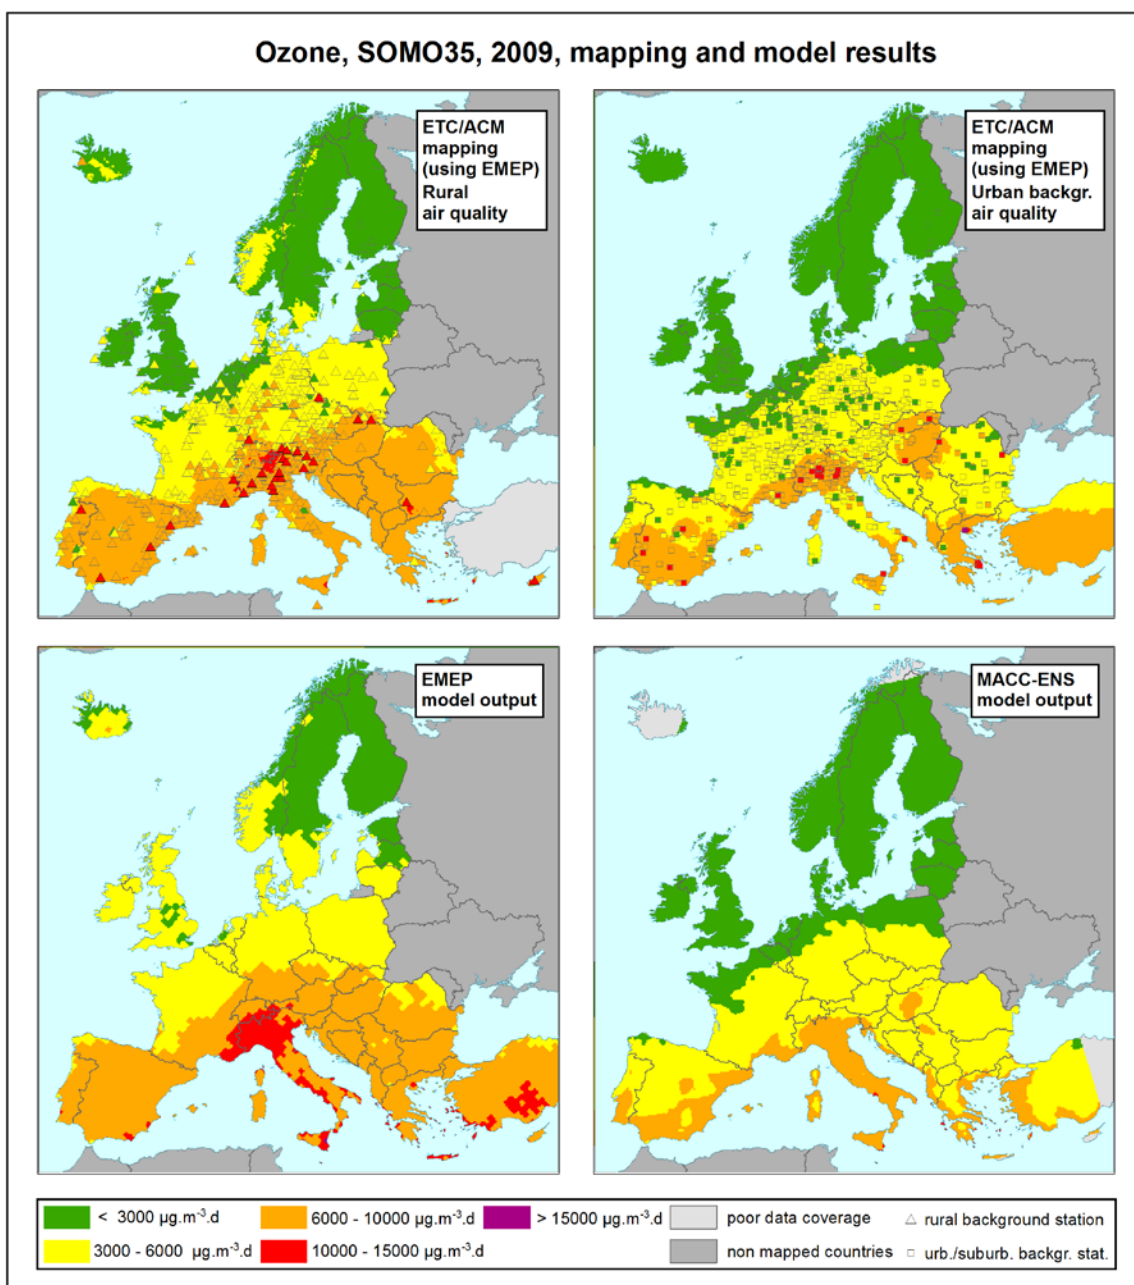 Ozone, SOMO35, 2009, mapping and model results
ETC/ACM
mapping
(using EMEP)
Rural
air quality
ETC/ACM
mapping
(using EMEP)
Urban backgr.
air quality
EMEP
model output
MACC-ENS
model output
< 3000 µg.m⁻³.d
6000 - 10000 µg.m⁻³.d
> 15000 µg.m⁻³.d
poor data coverage
rural background station
3000 - 6000 µg.m⁻³.d
10000 - 15000 µg.m⁻³.d
non mapped countries
urb./suburb. backgr. stat.